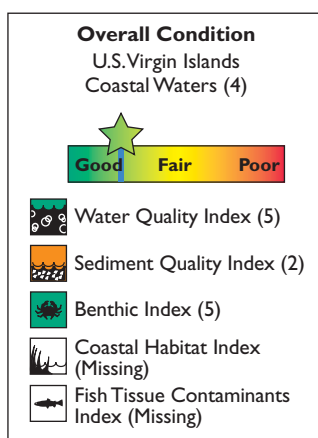 Overall Condition
U.S.Virgin Islands
Coastal Waters (4)
Good Fair Poor
Water Quality Index (5)
Sediment Quality Index (2)
Benthic Index (5)
Coastal Habitat Index
(Missing)
Fish Tissue Contaminants
Index (Missing)